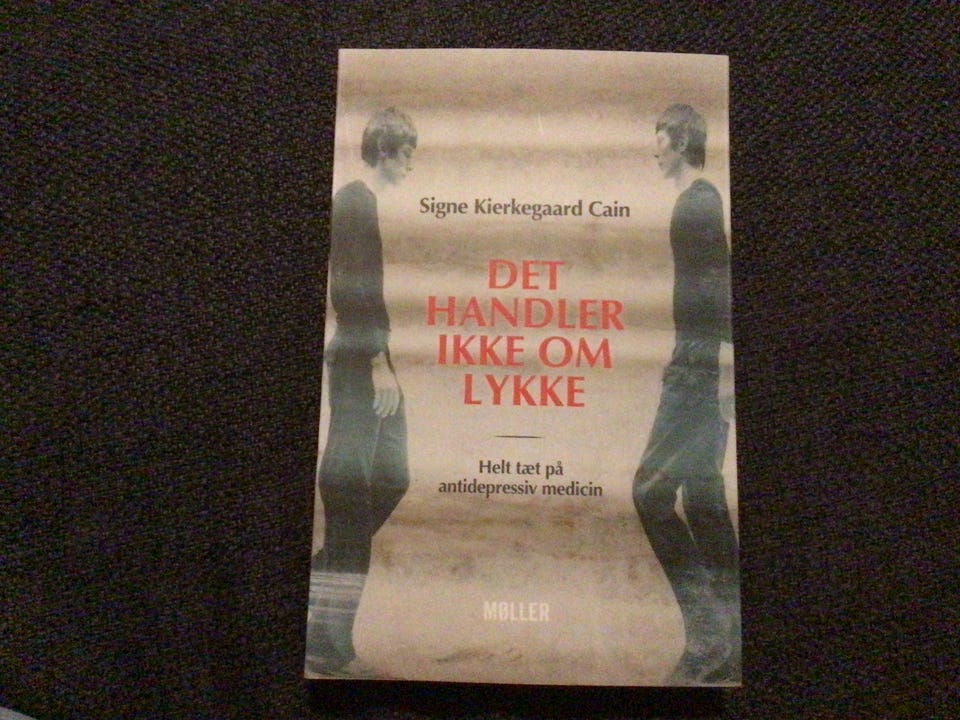 Signe Kierkegaard Cain
DET
HANDLER
IKKE OM
LYKKE
Helt tæt på
antidepressiv medicin
MØLLER